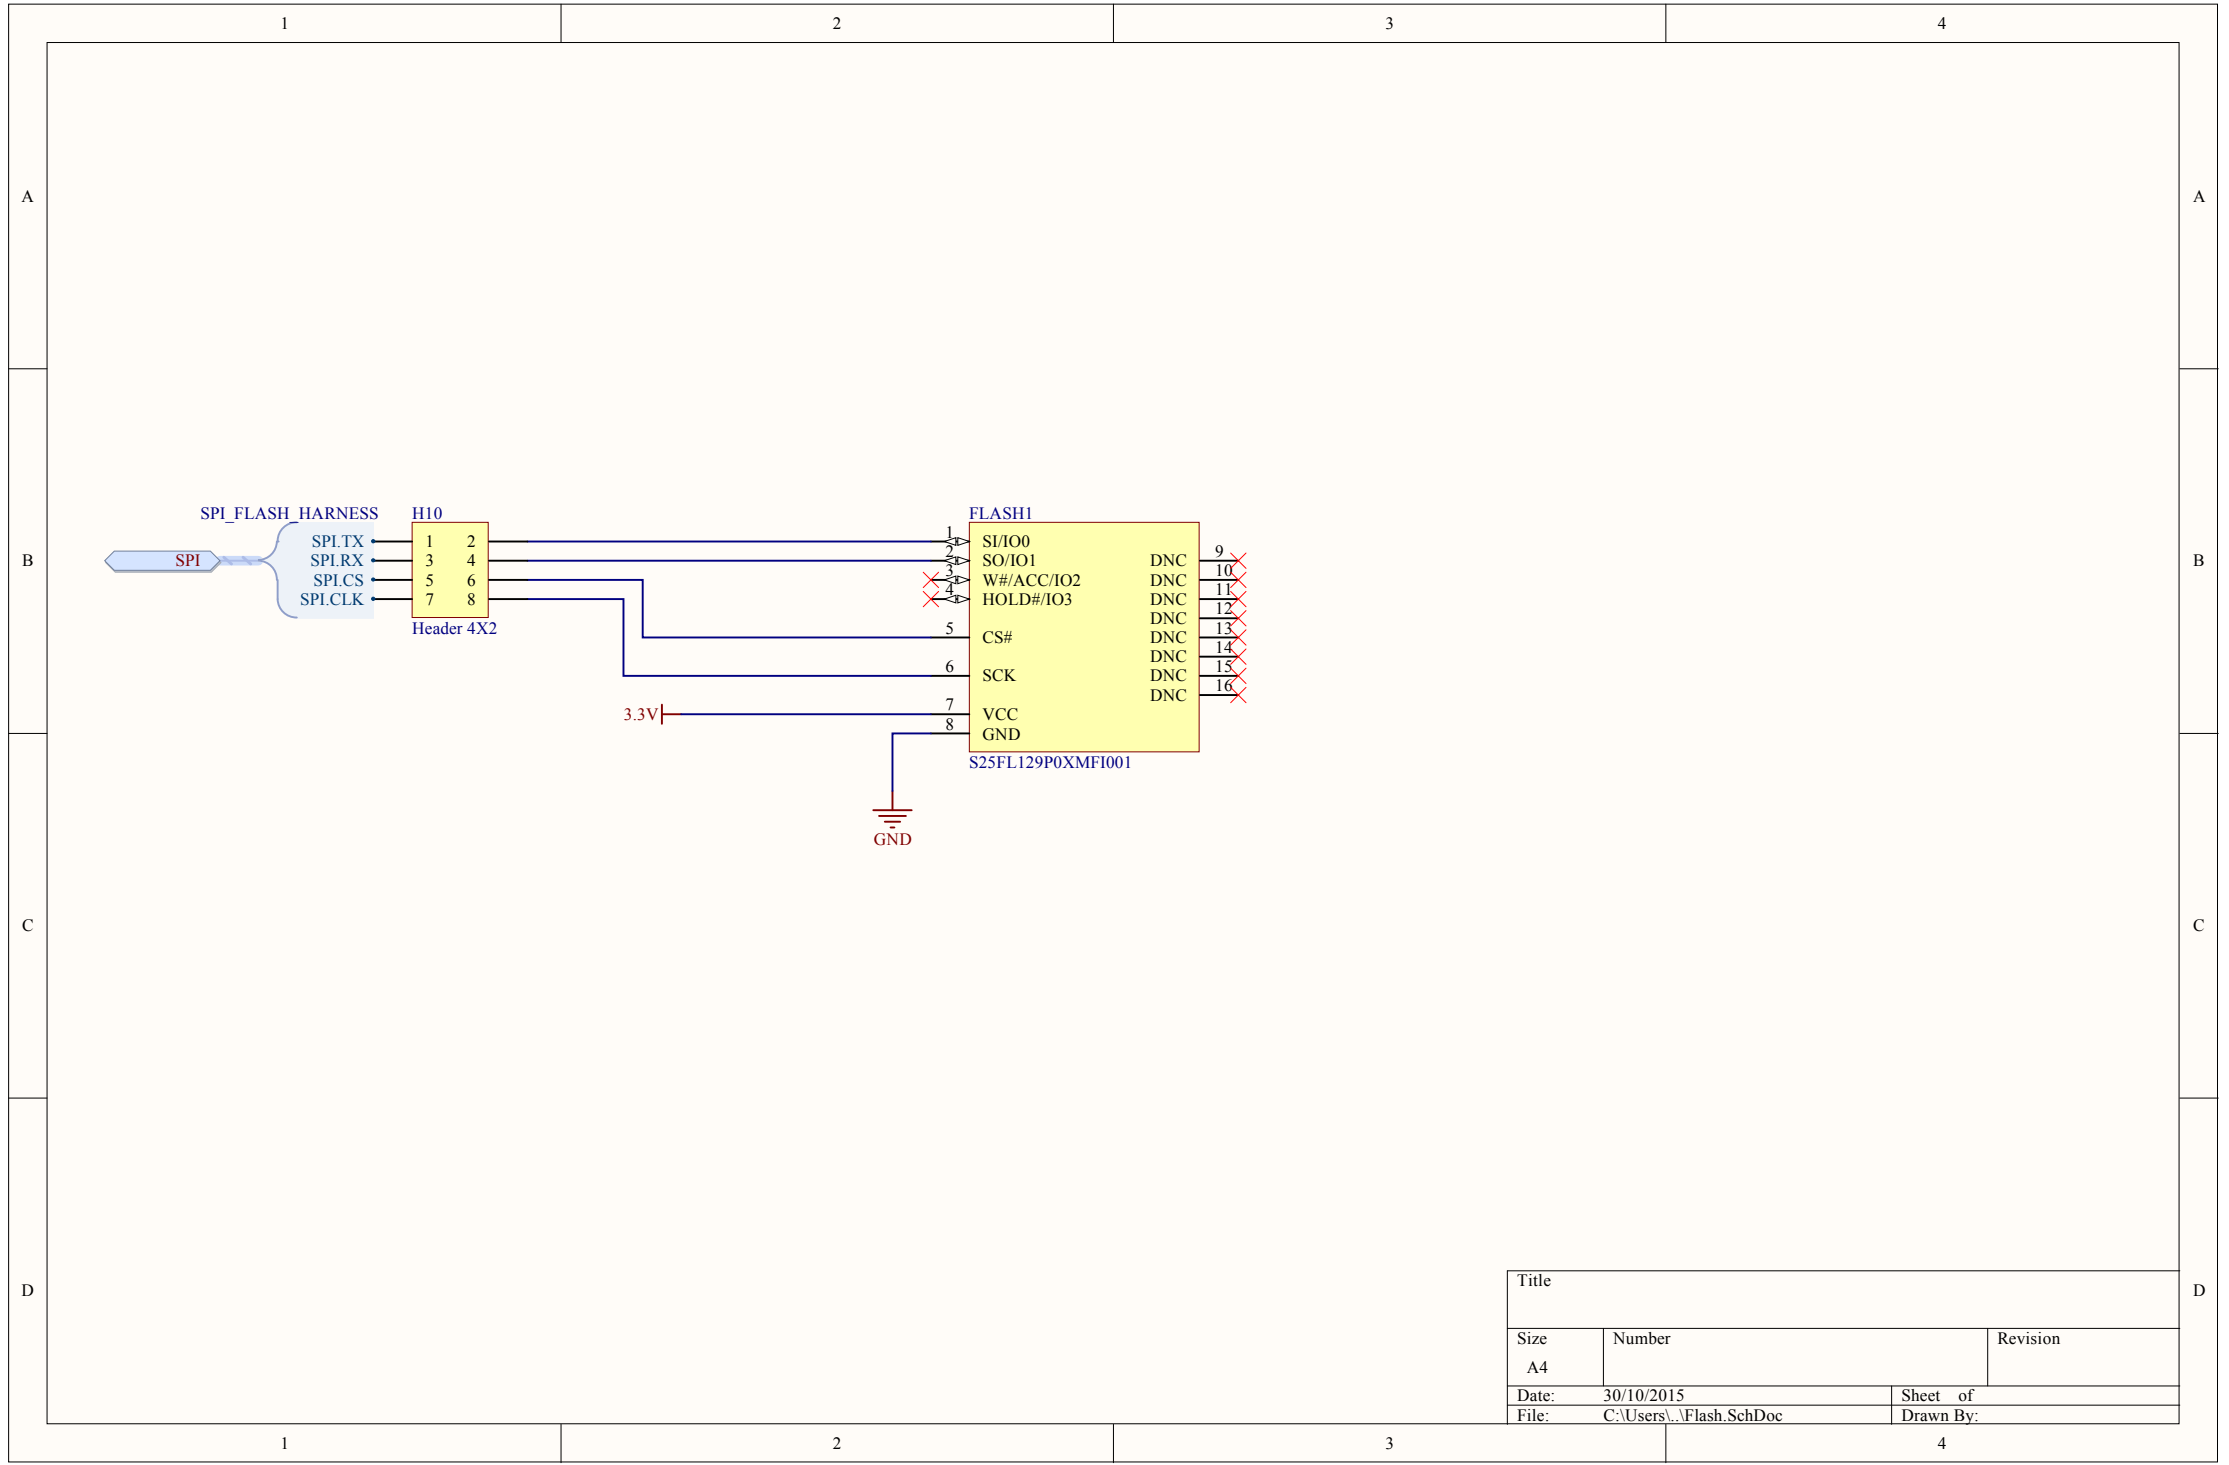 1 2 3 4
A A
SPI_FLASH_HARNESS H10 FLASH1
SPI.TX 1 2 1 SI/IO0
B SPI SPI.RX 3 4 2 SO/IO1 DNC 9 B
SPI.CS 5 6 3 W#/ACC/IO2 DNC 10
SPI.CLK 7 8 4 HOLD#/IO3 DNC 11
DNC 12
Header 4X2 5 CS# DNC 13
DNC 14
6 SCK DNC 15
DNC 16
3.3V 7 VCC
8 GND
S25FL129P0XMFI001
GND
C C
Title
D D
Size Number Revision
A4
Date: 30/10/2015 Sheet of
File: C:\Users\..\Flash.SchDoc Drawn By:
1 2 3 4